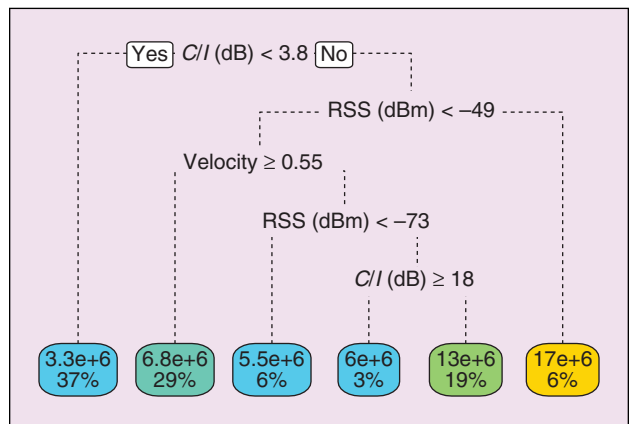 Yes C/I (dB) < 3.8 No
RSS (dBm) < –49
Velocity ≥ 0.55
RSS (dBm) < –73
C/I (dB) ≥ 18
3.3e+6 6.8e+6 5.5e+6 6e+6 13e+6 17e+6
37% 29% 6% 3% 19% 6%